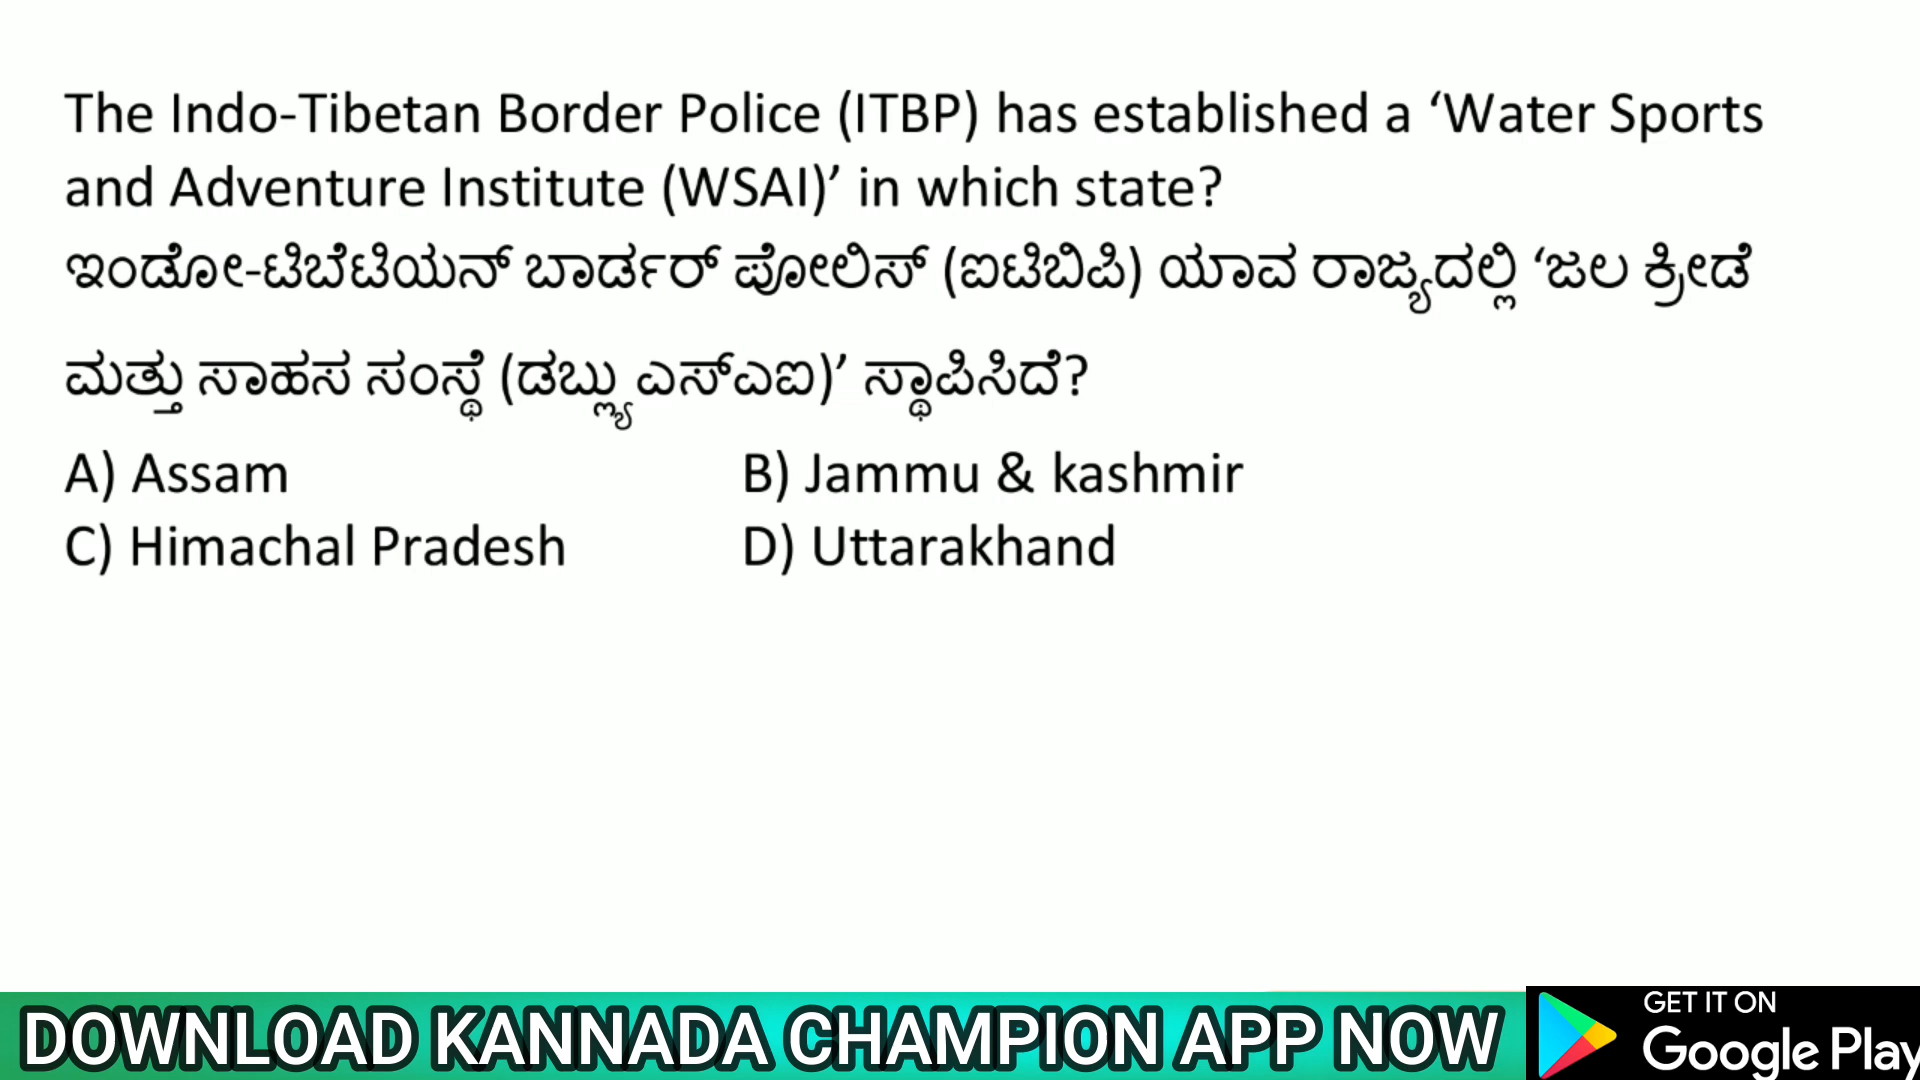 The Indo-Tibetan Border Police (ITBP) has established a ‘Water Sports
and Adventure Institute (WSAI)’ in which state?
ಇಂಡೋ-ಟಿಬೆಟಿಯನ್ ಬಾರ್ಡರ್ ಪೋಲಿಸ್ (ಐಟಿಬಿಪಿ) ಯಾವ ರಾಜ್ಯದಲ್ಲಿ ‘ಜಲ ಕ್ರೀಡೆ
ಮತ್ತು ಸಾಹಸ ಸಂಸ್ಥೆ (ಡಬ್ಲ್ಯುಎಸ್ಎಐ)’ ಸ್ಥಾಪಿಸಿದೆ?
A) Assam B) Jammu & kashmir
C) Himachal Pradesh D) Uttarakhand
DOWNLOAD KANNADA CHAMPION APP NOW
GET IT ON
Google Play